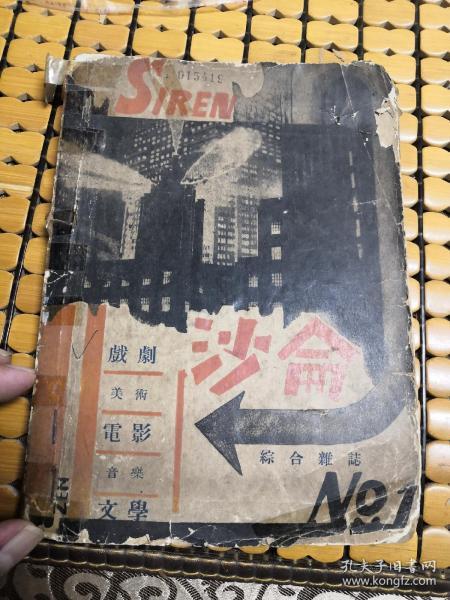 015419
SIREN
沙侖
戲劇
美術
電影
音樂
文學
綜合雜誌
No.1
孔夫子旧书网
www.kongfz.com